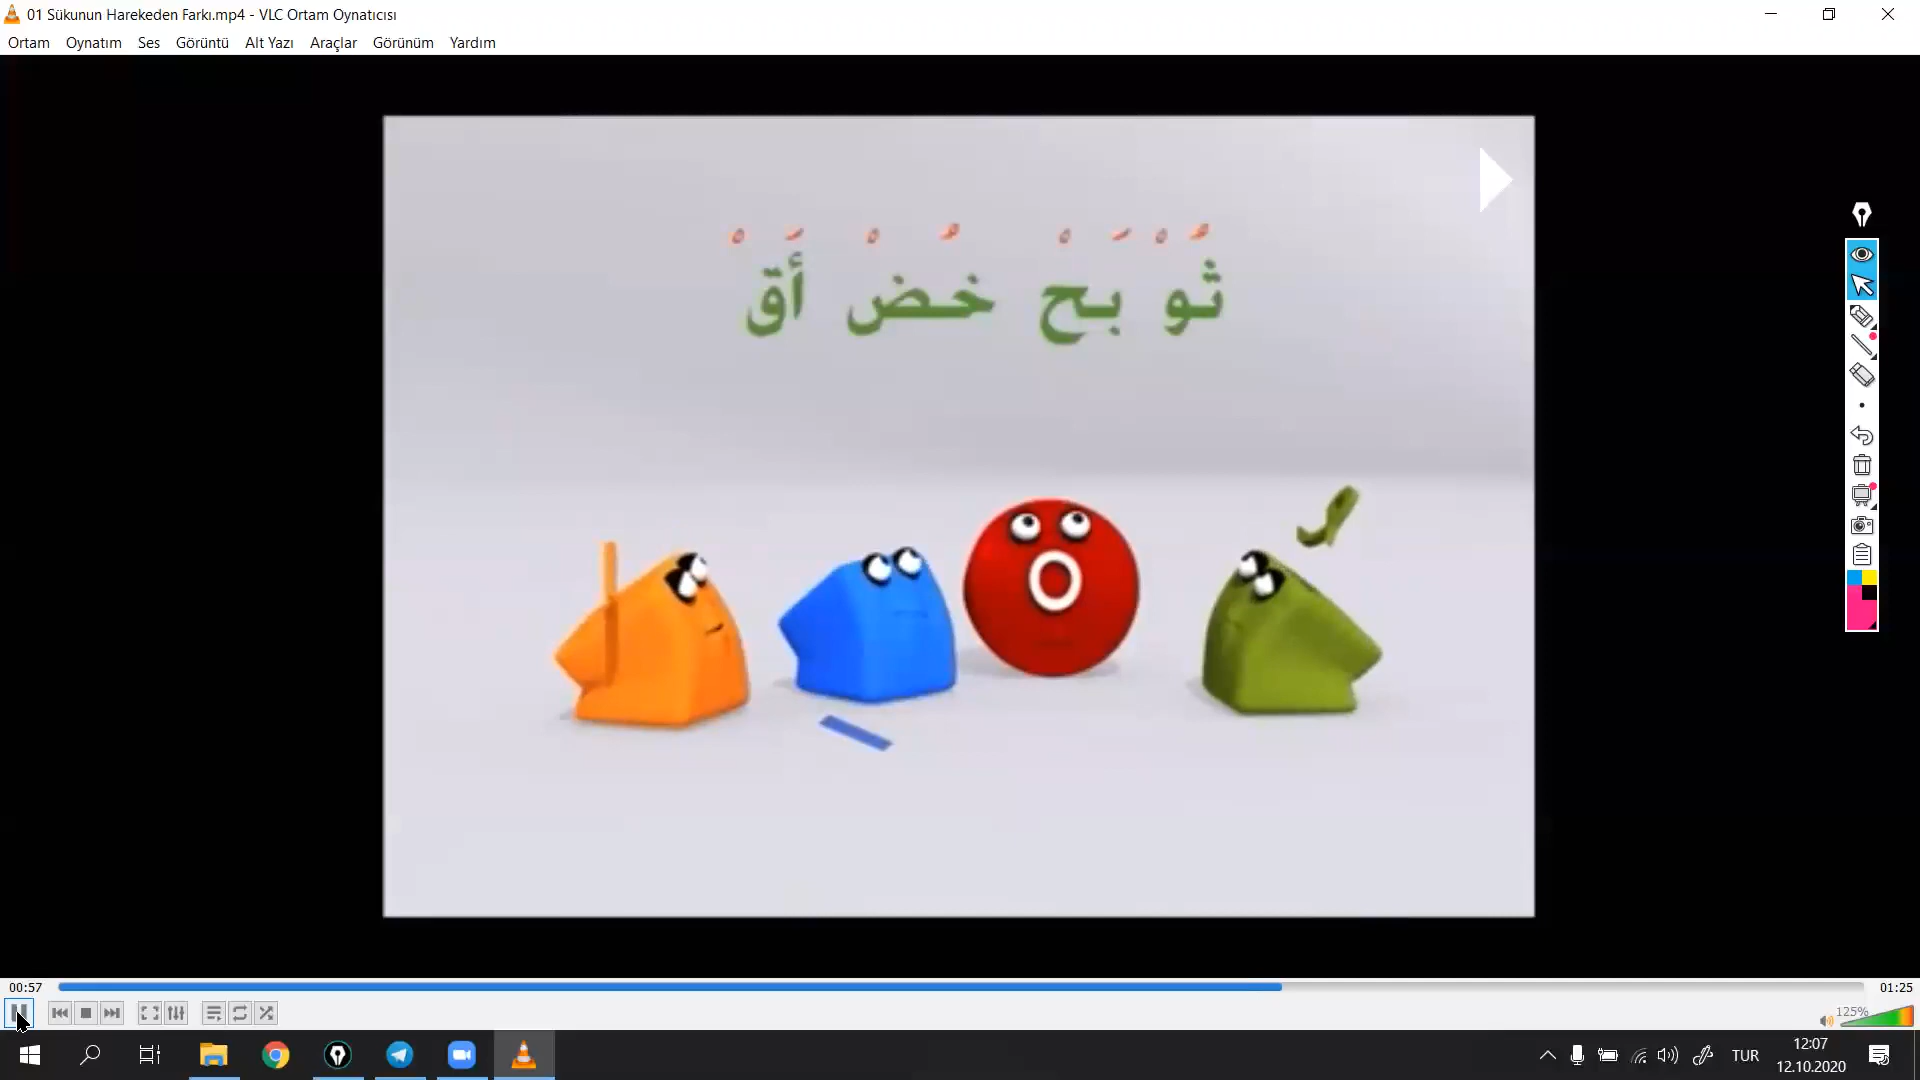 01 Sükunun Harekeden Farkı.mp4 - VLC Ortam Oynatıcısı
Ortam Oynatım Ses Görüntü Alt Yazı Araçlar Görünüm Yardım
ثُوْ بَحْ خُضْ أَقْ
O
00:57
01:25
125%
TUR
12:07
12.10.2020